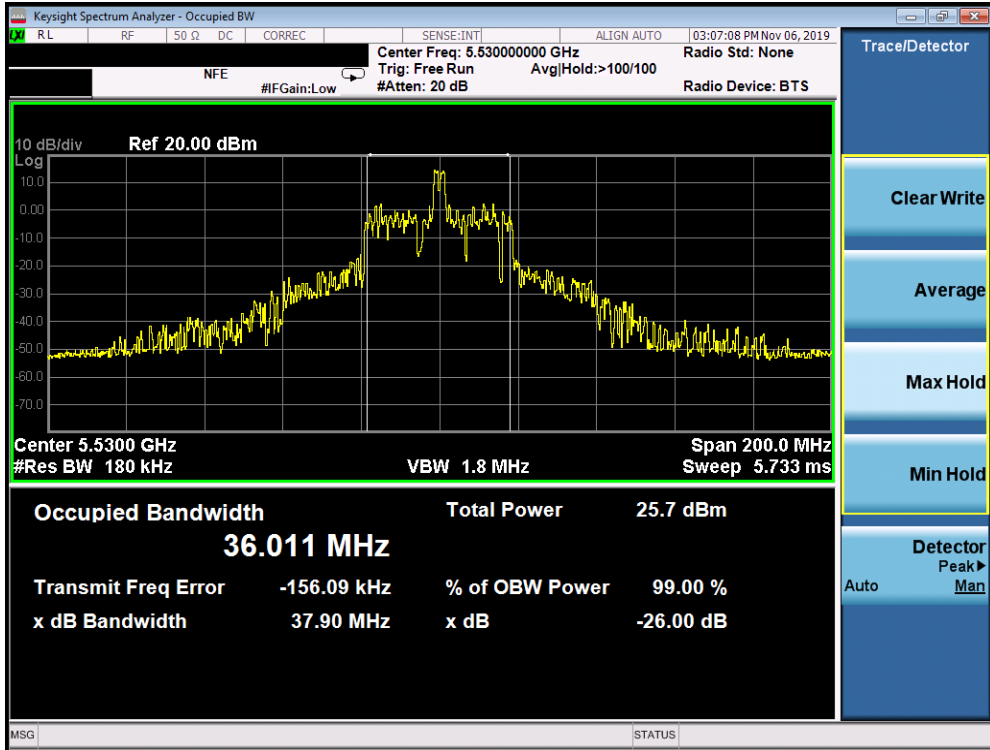 Keysight Spectrum Analyzer - Occupied BW
LXI RL RF 50 Ω DC CORREC SENSE:INT ALIGN AUTO 03:07:08 PM Nov 06, 2019
Center Freq: 5.530000000 GHz Radio Std: None
NFE Trig: Free Run Avg|Hold:>100/100
#IFGain:Low #Atten: 20 dB Radio Device: BTS
10 dB/div Ref 20.00 dBm
Log
10.0
0.00
-10.0
-20.0
-30.0
-40.0
-50.0
-60.0
-70.0
Center 5.5300 GHz Span 200.0 MHz
#Res BW 180 kHz VBW 1.8 MHz Sweep 5.733 ms
Occupied Bandwidth Total Power 25.7 dBm
36.011 MHz
Transmit Freq Error -156.09 kHz % of OBW Power 99.00 %
x dB Bandwidth 37.90 MHz x dB -26.00 dB
MSG STATUS
Trace/Detector
Clear Write
Average
Max Hold
Min Hold
Detector
Peak▶
Auto Man